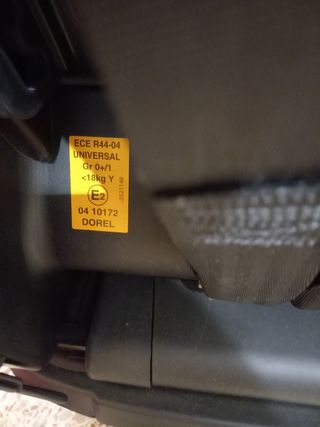 ECE R44-04
UNIVERSAL
Gr 0+/1
<18kg Y
E2
04 10172
DOREL